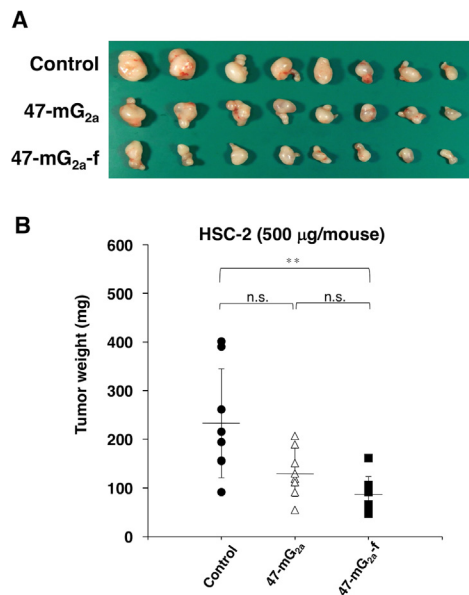 A
Control
47-mG2a
47-mG2a-f
B
HSC-2 (500 μg/mouse)
600
500
400
300
200
100
0
Tumor weight (mg)
**
n.s.
n.s.
Control
47-mG2a
47-mG2a-f